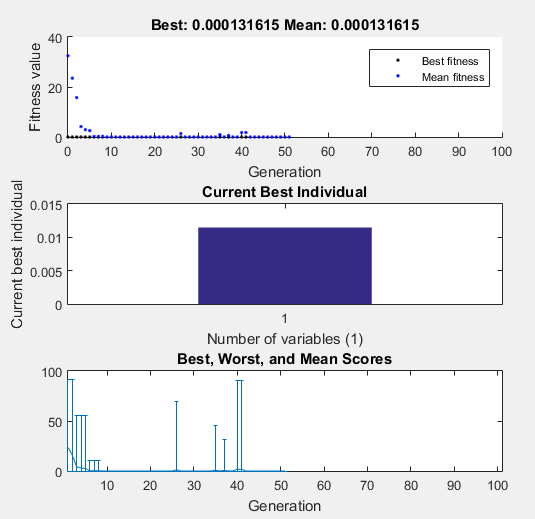 Best: 0.000131615 Mean: 0.000131615
40
20
0
Fitness value
Best fitness
Mean fitness
0 10 20 30 40 50 60 70 80 90 100
Generation
Current Best Individual
0.015
0.01
0.005
0
Current best individual
1
Number of variables (1)
Best, Worst, and Mean Scores
100
50
0
10 20 30 40 50 60 70 80 90 100
Generation